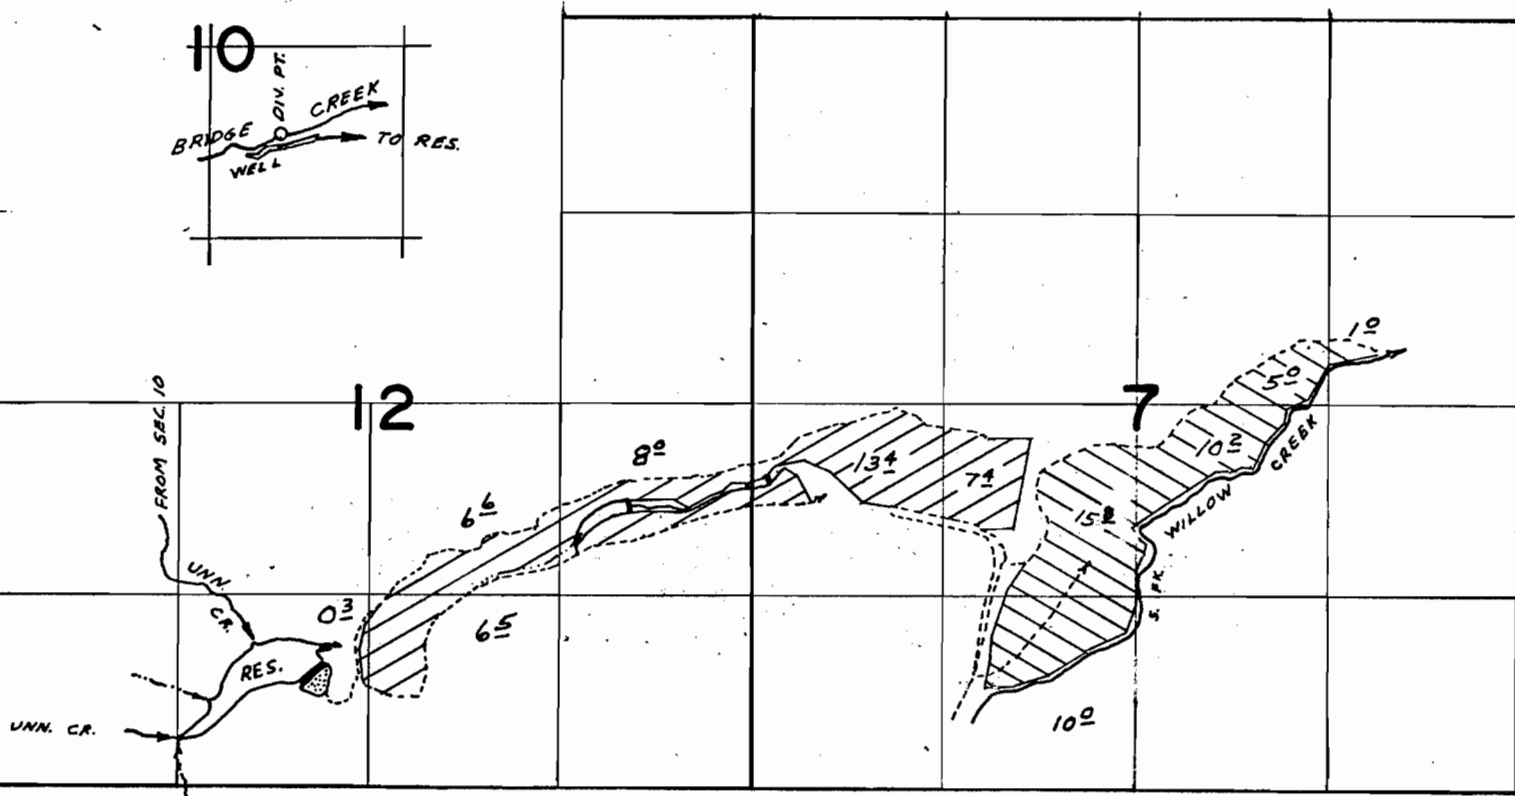 10
DIV. PT.
BRIDGE CREEK
TO RES.
WELL
FROM SEC. 10
12
7
1 0
5 0
10 2
8 0
13 4
7 4
6 6
15
WILLOW CREEK
S. FK.
UNN. CR.
0 3
6 5
RES.
UNN. CR.
10 0